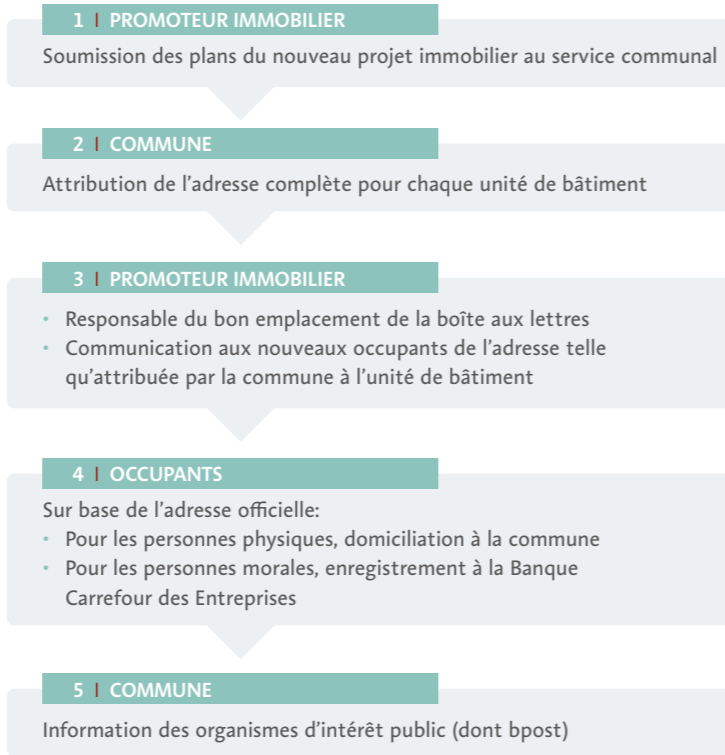 1 | PROMOTEUR IMMOBILIER
Soumission des plans du nouveau projet immobilier au service communal
2 | COMMUNE
Attribution de l'adresse complète pour chaque unité de bâtiment
3 | PROMOTEUR IMMOBILIER
• Responsable du bon emplacement de la boîte aux lettres
• Communication aux nouveaux occupants de l'adresse telle
qu'attribuée par la commune à l'unité de bâtiment
4 | OCCUPANTS
Sur base de l'adresse officielle:
• Pour les personnes physiques, domiciliation à la commune
• Pour les personnes morales, enregistrement à la Banque
Carrefour des Entreprises
5 | COMMUNE
Information des organismes d'intérêt public (dont bpost)